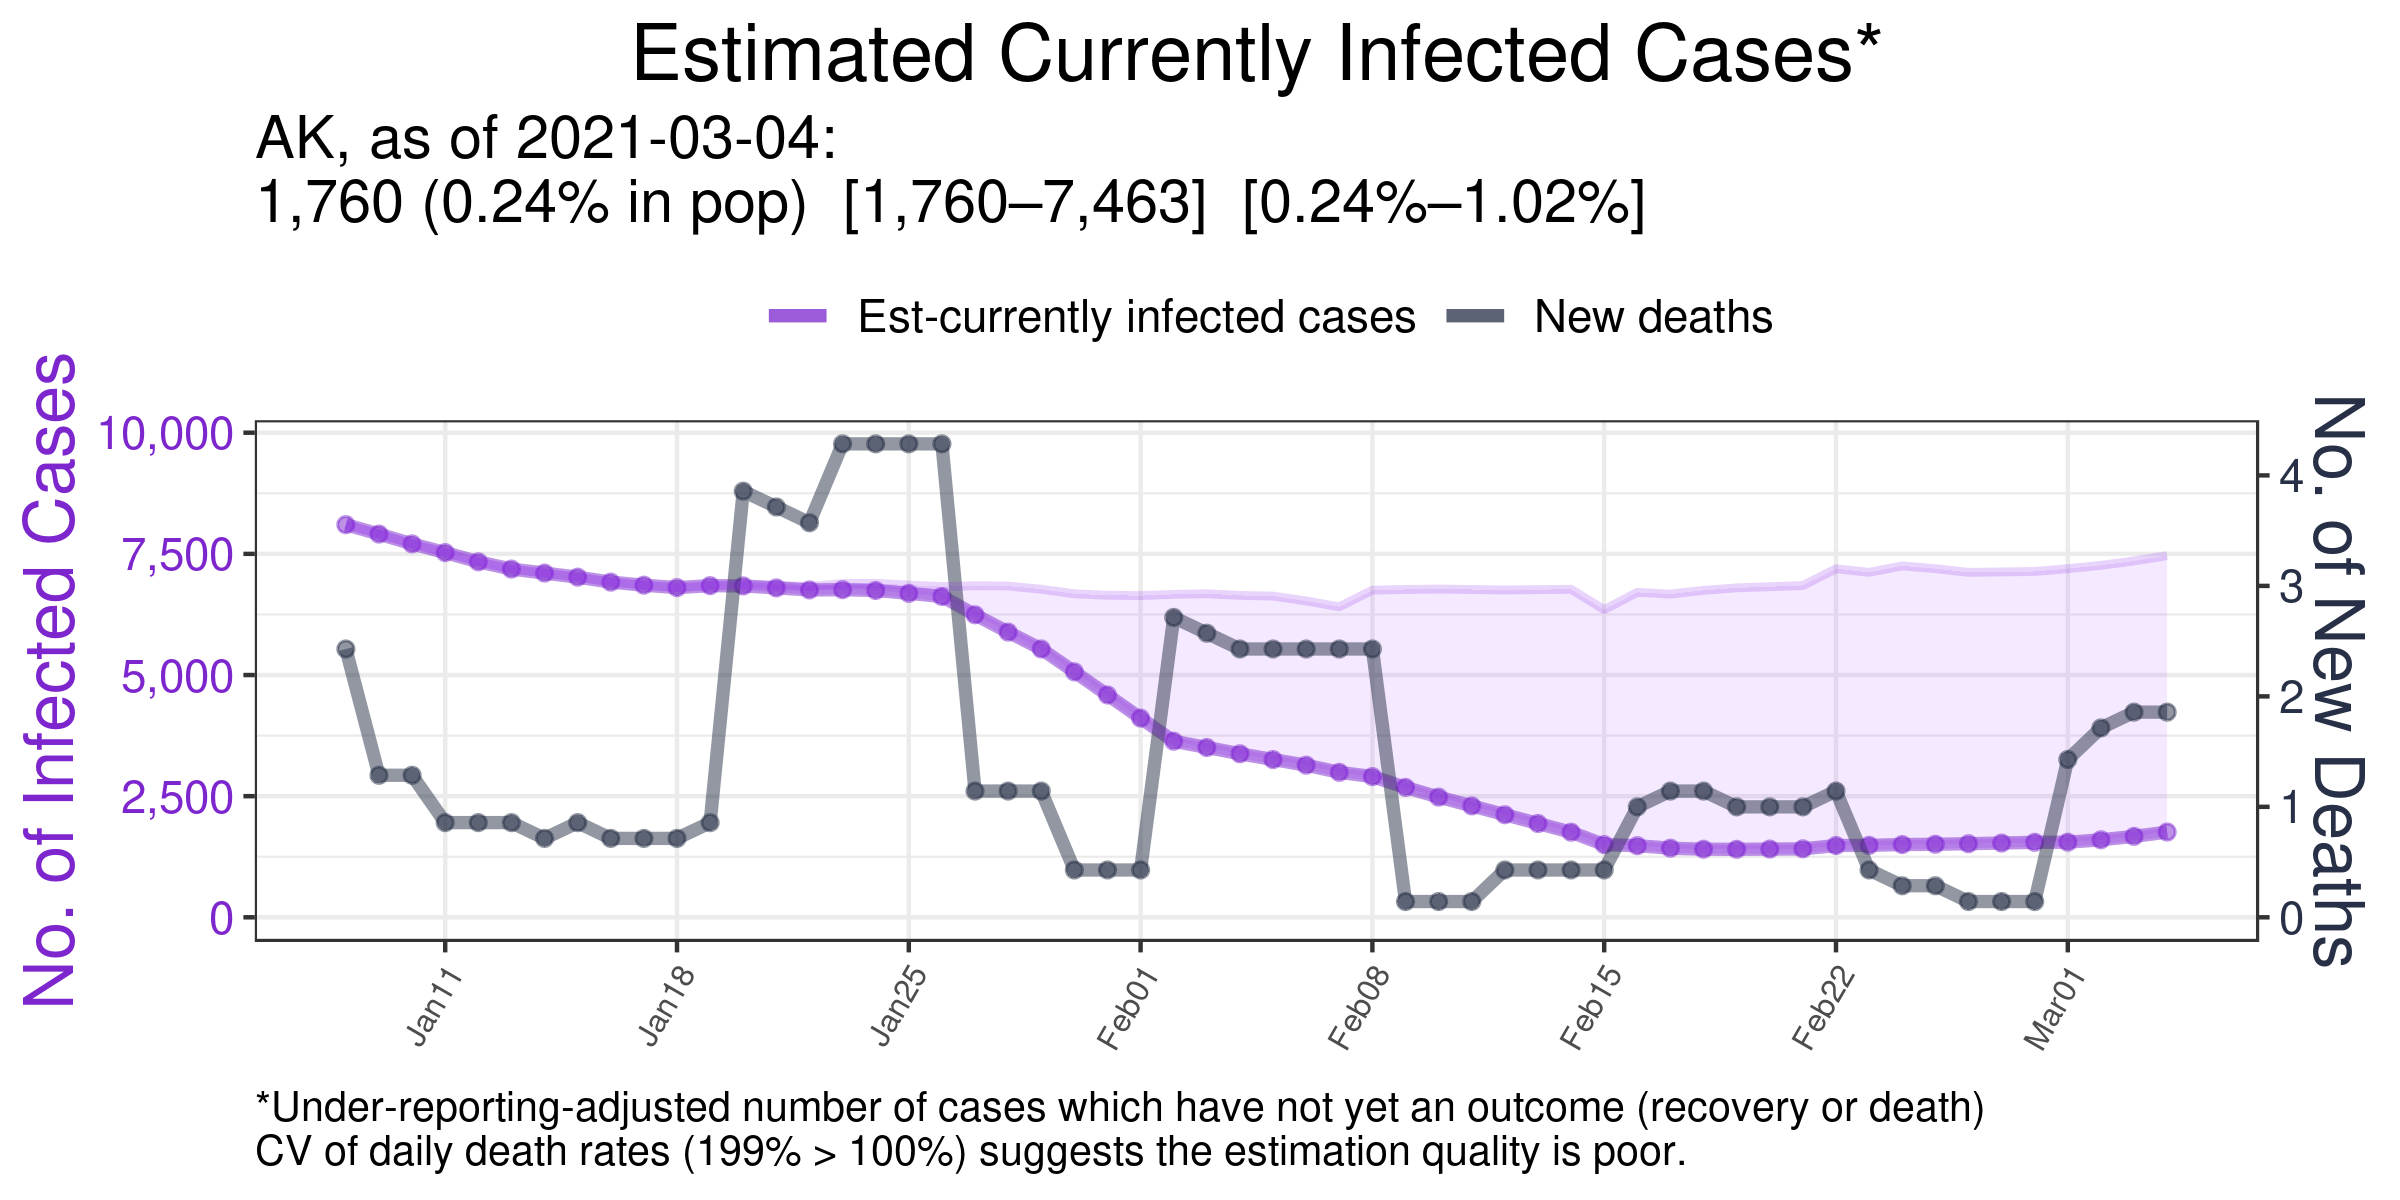 Estimated Currently Infected Cases*
AK, as of 2021-03-04:
1,760 (0.24% in pop)  [1,760–7,463]  [0.24%–1.02%]
Est-currently infected cases
New deaths
No. of Infected Cases
10,000
7,500
5,000
2,500
0
4
3
2
1
0
No. of New Deaths
Jan11
Jan18
Jan25
Feb01
Feb08
Feb15
Feb22
Mar01
*Under-reporting-adjusted number of cases which have not yet an outcome (recovery or death)
CV of daily death rates (199% > 100%) suggests the estimation quality is poor.